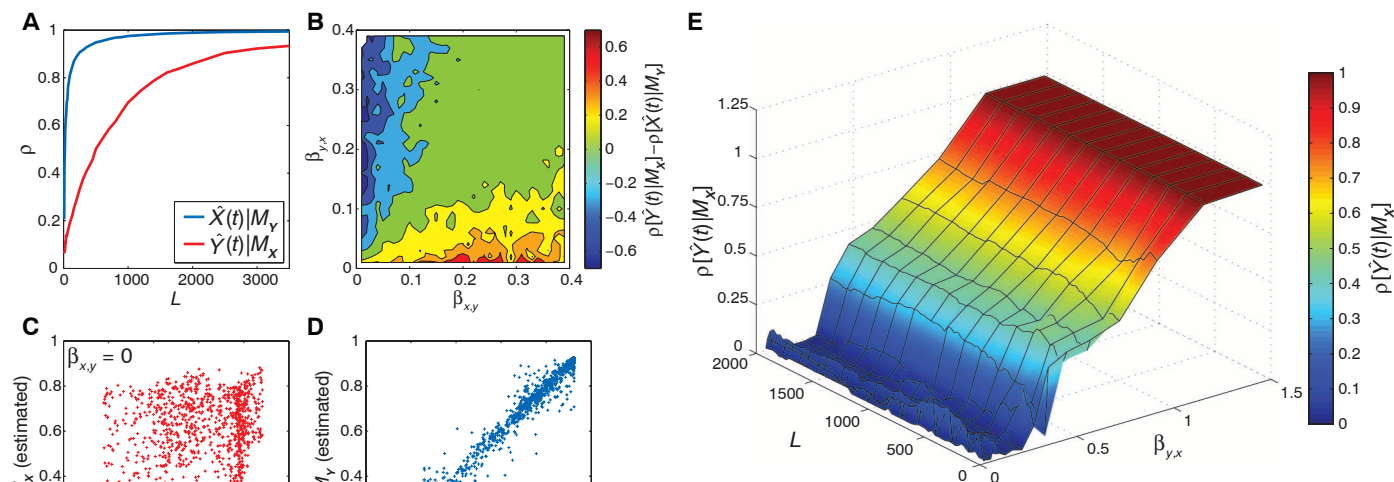 A
ρ
1
0.8
0.6
0.4
0.2
0
0 1000 2000 3000
L
X̂(t)|M_Y
Ŷ(t)|M_X
B
0.4
0.3
0.2
0.1
0
β_{y,x}
0 0.1 0.2 0.3 0.4
β_{x,y}
0.6
0.4
0.2
0
−0.2
−0.4
−0.6
ρ[Ŷ(t)|M_X]−ρ[X̂(t)|M_Y]
C
1
0.8
0.6
0.4
β_{x,y} = 0
(estimated)
D
1
0.8
0.6
0.4
(estimated)
E
1.25
1
0.75
0.5
0.25
0
ρ[Ŷ(t)|M_X]
2000
1500
1000
500
0
L
0
0.5
1
1.5
β_{y,x}
1
0.9
0.8
0.7
0.6
0.5
0.4
0.3
0.2
0.1
0
ρ[Ŷ(t)|M_X]